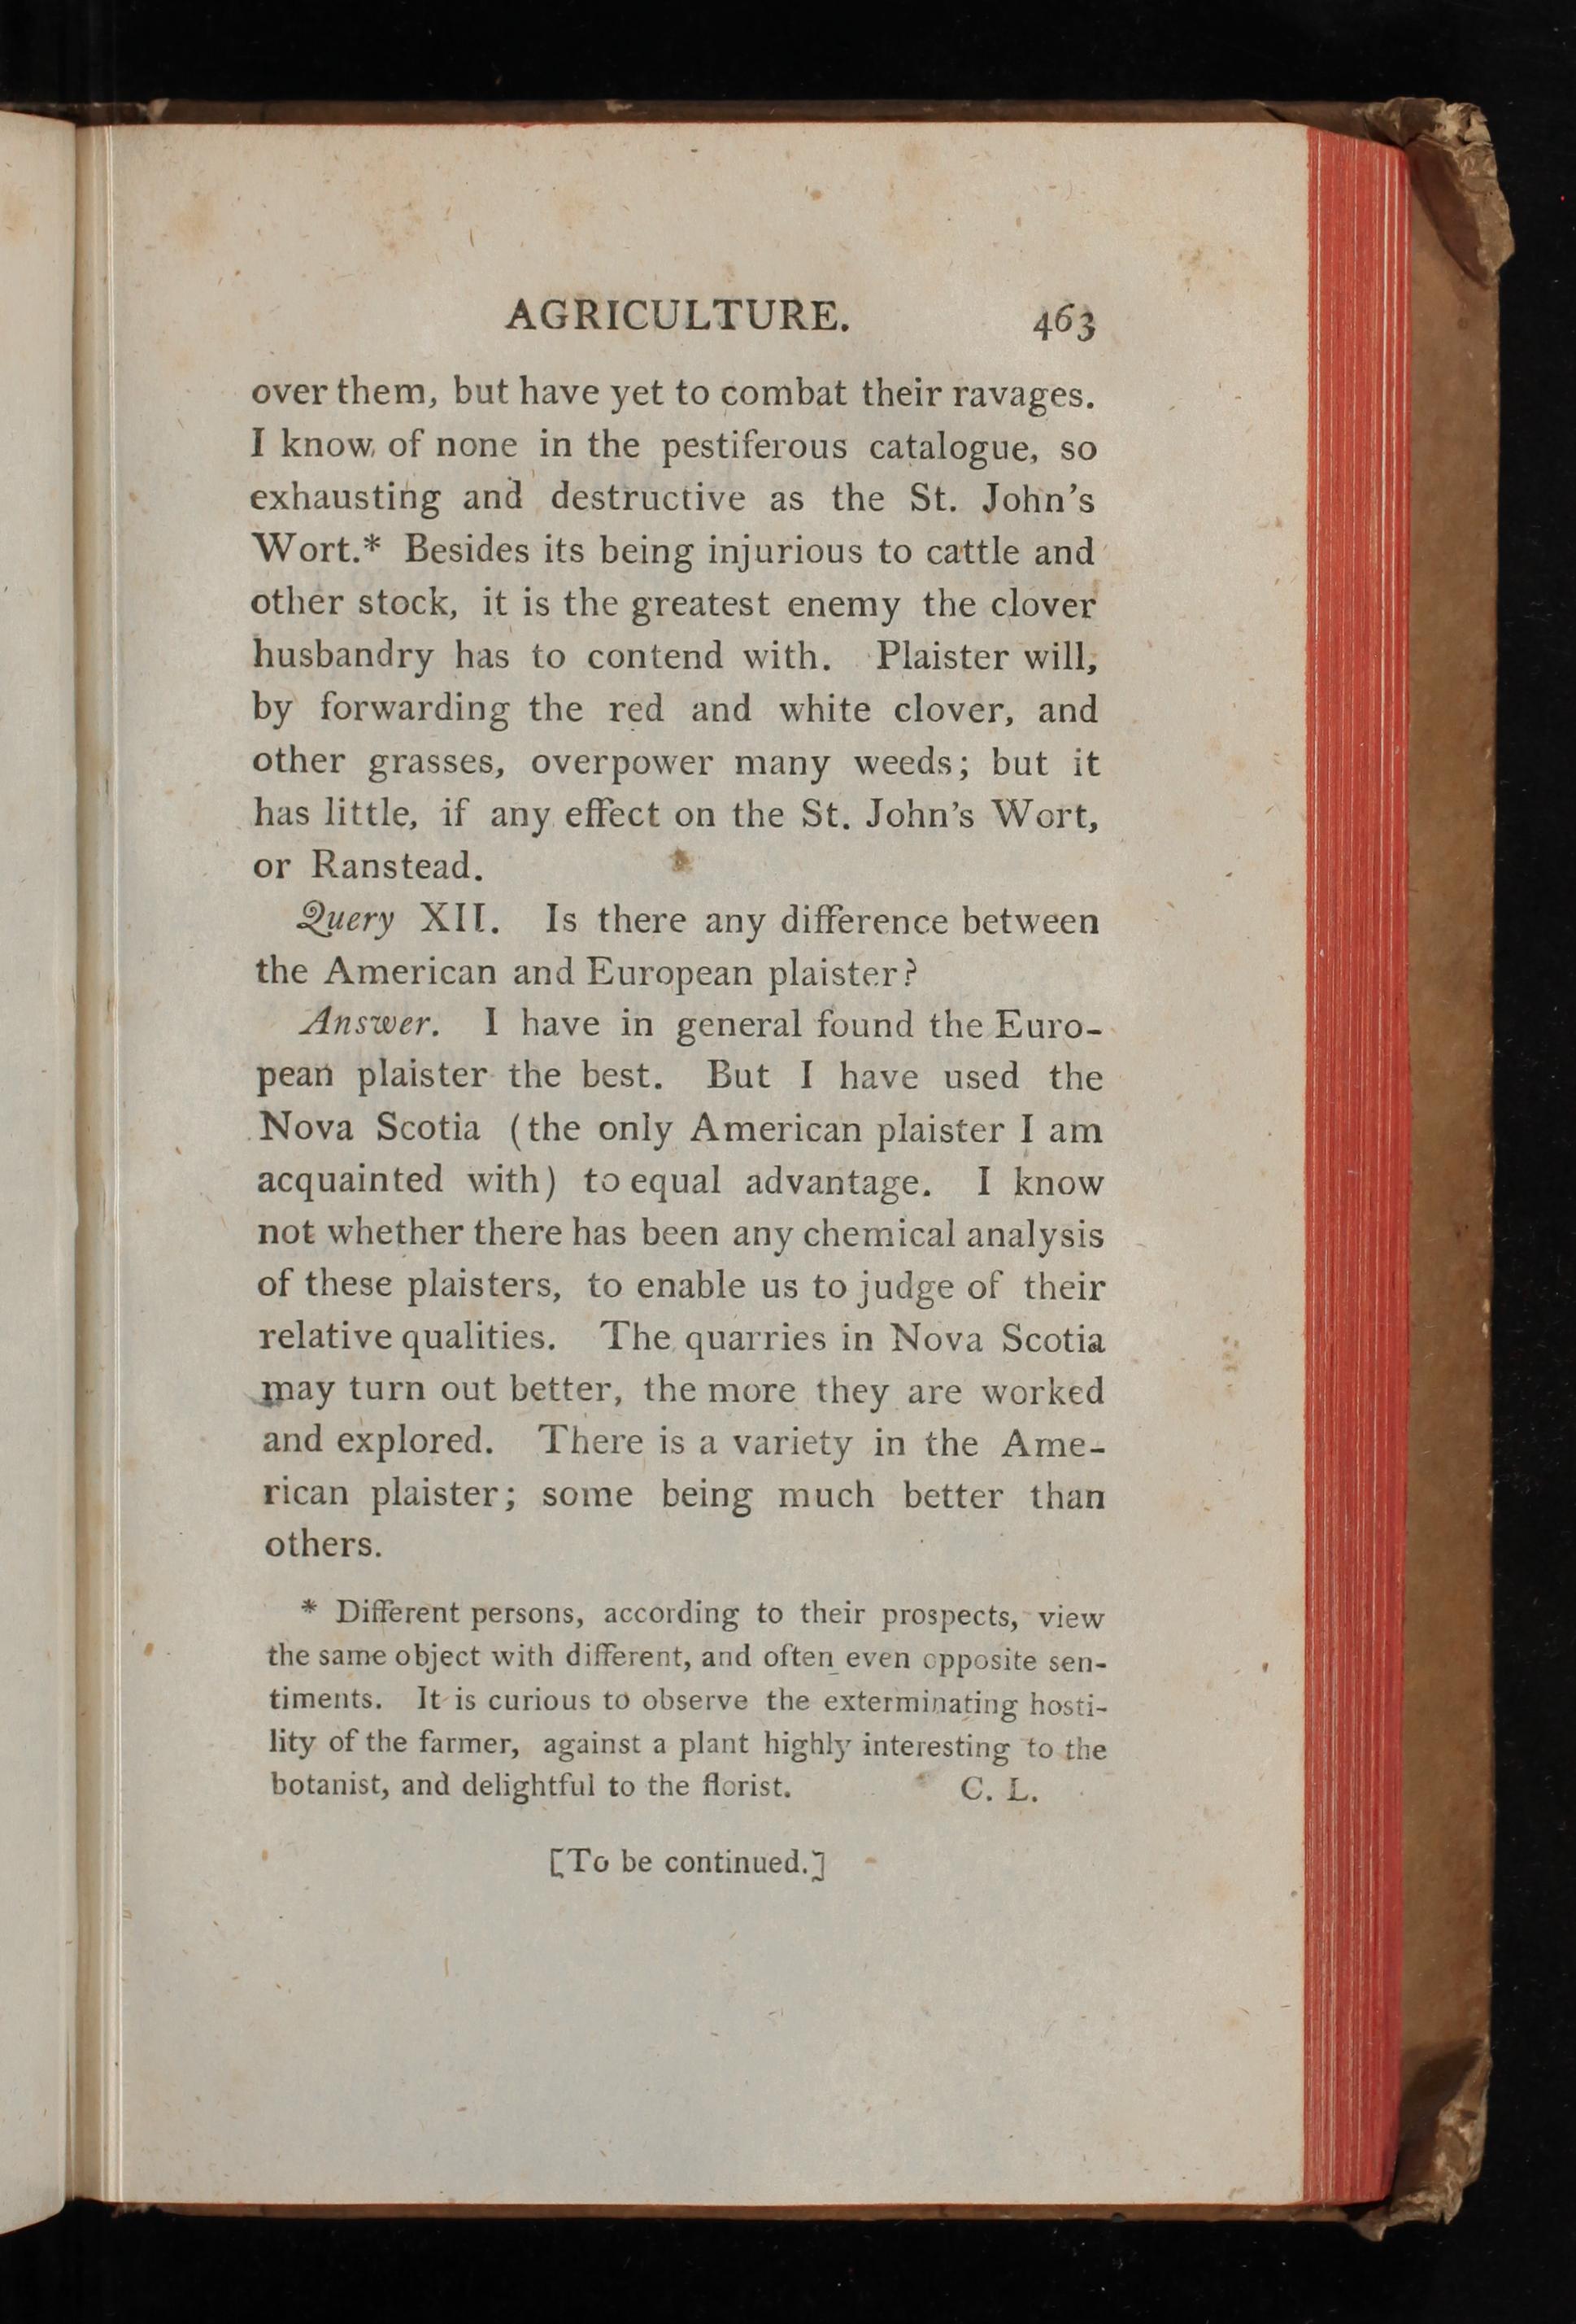 AGRICULTURE. 463
over them, but have yet to combat their ravages.
I know of none in the pestiferous catalogue, so
exhausting and destructive as the St. John's
Wort.* Besides its being injurious to cattle and
other stock, it is the greatest enemy the clover
husbandry has to contend with. Plaister will,
by forwarding the red and white clover, and
other grasses, overpower many weeds; but it
has little, if any effect on the St. John's Wort,
or Ranstead.
Query XII. Is there any difference between
the American and European plaister?
Answer. I have in general found the Euro-
pean plaister the best. But I have used the
Nova Scotia (the only American plaister I am
acquainted with) to equal advantage. I know
not whether there has been any chemical analysis
of these plaisters, to enable us to judge of their
relative qualities. The quarries in Nova Scotia
may turn out better, the more they are worked
and explored. There is a variety in the Ame-
rican plaister; some being much better than
others.
* Different persons, according to their prospects, view
the same object with different, and often even opposite sen-
timents. It is curious to observe the exterminating hosti-
lity of the farmer, against a plant highly interesting to the
botanist, and delightful to the florist. C. L.
[To be continued.]